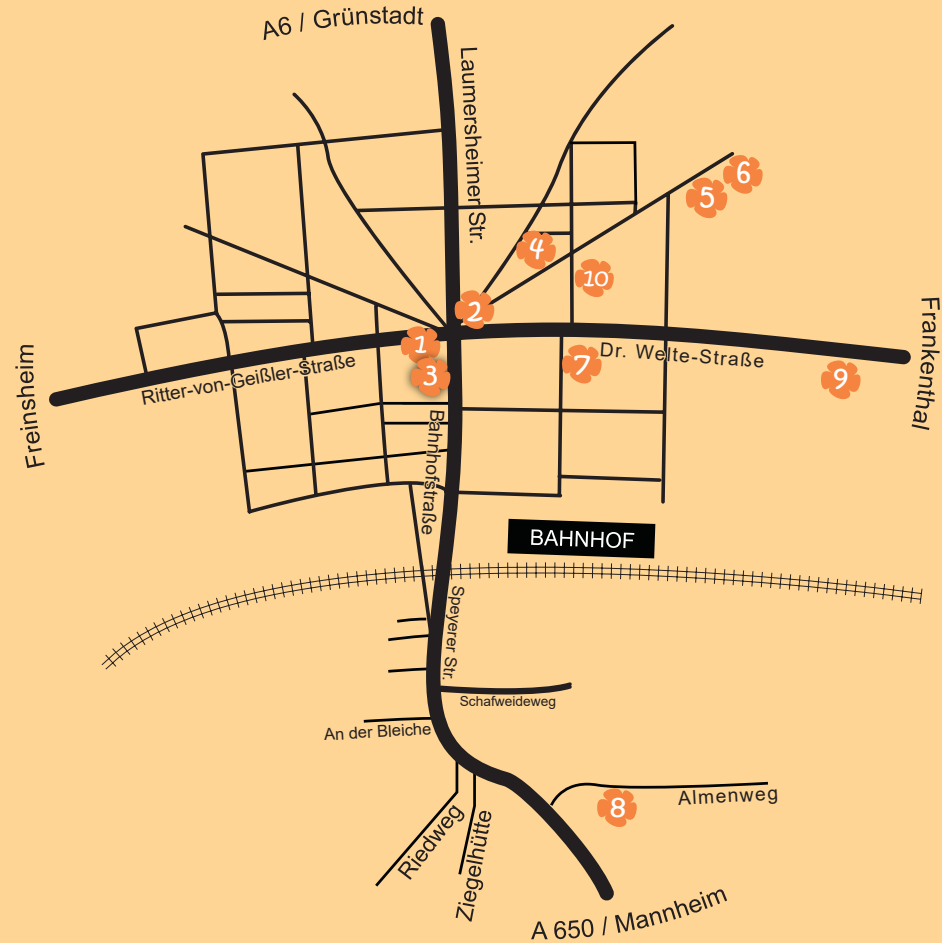 A6 / Grünstadt
Laumersheimer Str.
6
5
4
10
2
1
3
7
9
Frankenthal
Dr. Welte-Straße
Ritter-von-Geißler-Straße
Freinsheim
Bahnhofstraße
BAHNHOF
Speyerer Str.
Schafweideweg
An der Bleiche
8
Almenweg
Riedweg
Ziegelhütte
A 650 / Mannheim